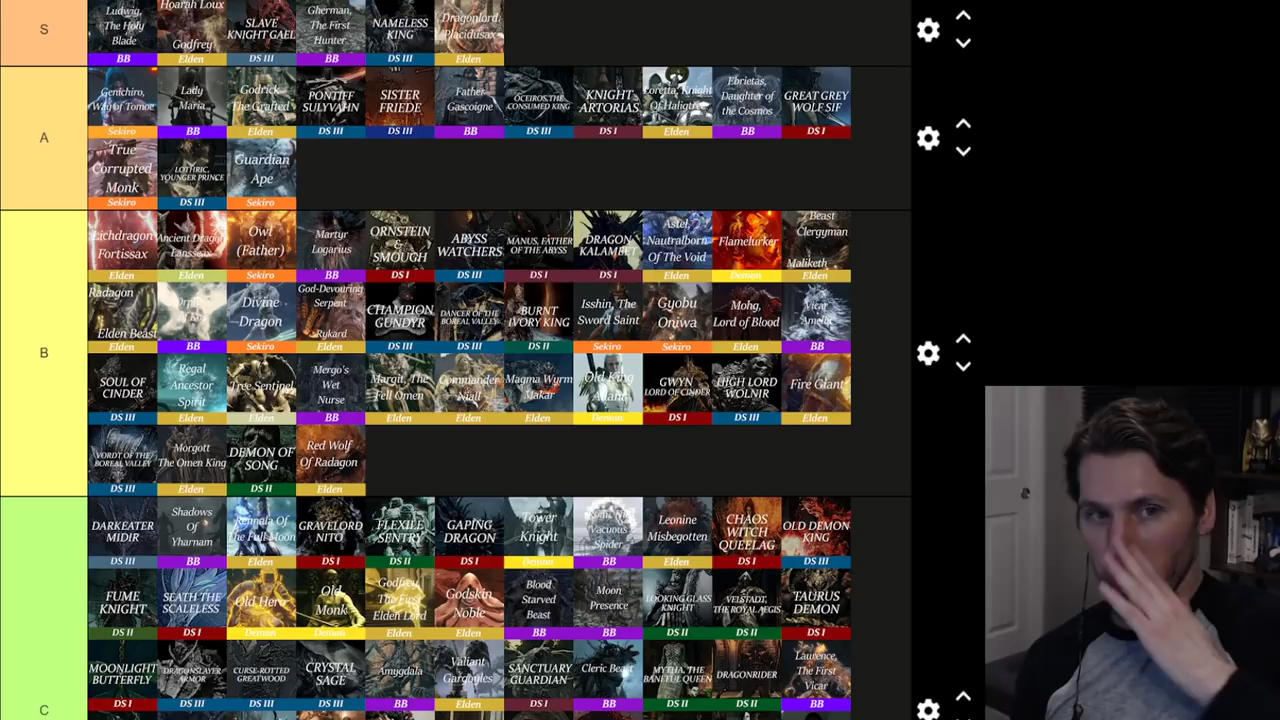 S
Ludwig,
The Holy
Blade
BB
Hoarah Loux
Godfrey
Elden
SLAVE
KNIGHT GAEL
DS III
Gherman,
The First
Hunter
BB
NAMELESS
KING
DS III
Dragonlord
Placidusax
Elden
A
Genichiro,
Way of Tomoe
Sekiro
Lady
Maria
BB
Godrick
The Grafted
Elden
PONTIFF
SULYVAHN
DS III
SISTER
FRIEDE
DS III
Father
Gascoigne
BB
OCEIROS, THE
CONSUMED KING
DS III
KNIGHT
ARTORIAS
DS I
Loretta, Knight
Of Haligtree
Elden
Ebrietas,
Daughter of
the Cosmos
BB
GREAT GREY
WOLF SIF
DS I
True
Corrupted
Monk
Sekiro
LOTHRIC,
YOUNGER PRINCE
DS III
Guardian
Ape
Sekiro
B
Lichdragon
Fortissax
Elden
Ancient Dragon
Lansseax
Elden
Owl
(Father)
Sekiro
Martyr
Logarius
BB
ORNSTEIN
&
SMOUGH
DS I
ABYSS
WATCHERS
DS III
MANUS, FATHER
OF THE ABYSS
DS I
DRAGON
KALAMEET
DS I
Astel,
Nautralborn
Of The Void
Elden
Flamelurker
Demon
Beast
Clergyman
Maliketh
Elden
Radagon
Elden Beast
Elden
BB
Divine
Dragon
Sekiro
God-Devouring
Serpent
Rykard
Elden
CHAMPION
GUNDYR
DS III
DANCER OF THE
BOREAL VALLEY
DS III
BURNT
IVORY KING
DS II
Isshin, The
Sword Saint
Sekiro
Gyobu
Oniwa
Sekiro
Mohg,
Lord of Blood
Elden
Vicar
Amelia
BB
SOUL OF
CINDER
DS III
Regal
Ancestor
Spirit
Elden
Tree Sentinel
Elden
Mergo's
Wet
Nurse
BB
Margit, The
Fell Omen
Elden
Commander
Niall
Elden
Magma Wyrm
Makar
Elden
Old King
Allant
Demon
GWYN
LORD OF CINDER
DS I
HIGH LORD
WOLNIR
DS III
Fire Giant
Elden
VORDT OF THE
BOREAL VALLEY
DS III
Morgott
The Omen King
Elden
DEMON OF
SONG
DS II
Red Wolf
Of Radagon
Elden
C
DARKEATER
MIDIR
DS III
Shadows
Of
Yharnam
BB
Rennala Of
The Full Moon
Elden
GRAVELORD
NITO
DS I
FLEXILE
SENTRY
DS II
GAPING
DRAGON
DS I
Tower
Knight
Demon
Rom, The
Vacuous
Spider
BB
Leonine
Misbegotten
Elden
CHAOS
WITCH
QUEELAG
DS I
OLD DEMON
KING
DS III
FUME
KNIGHT
DS II
SEATH THE
SCALELESS
DS I
Old Hero
Demon
Old
Monk
Demon
Godfrey,
The First
Elden Lord
Elden
Godskin
Noble
Elden
Blood
Starved
Beast
BB
Moon
Presence
BB
LOOKING GLASS
KNIGHT
DS II
VELSTADT,
THE ROYAL AEGIS
DS II
TAURUS
DEMON
DS I
MOONLIGHT
BUTTERFLY
DS I
DRAGONSLAYER
ARMOR
DS III
CURSE-ROTTED
GREATWOOD
DS III
CRYSTAL
SAGE
DS III
Amygdala
BB
Valiant
Gargoyles
Elden
SANCTUARY
GUARDIAN
DS I
Cleric Beast
BB
MYTHA, THE
BANEFUL QUEEN
DS II
DRAGONRIDER
DS II
Laurence,
The First
Vicar
BB